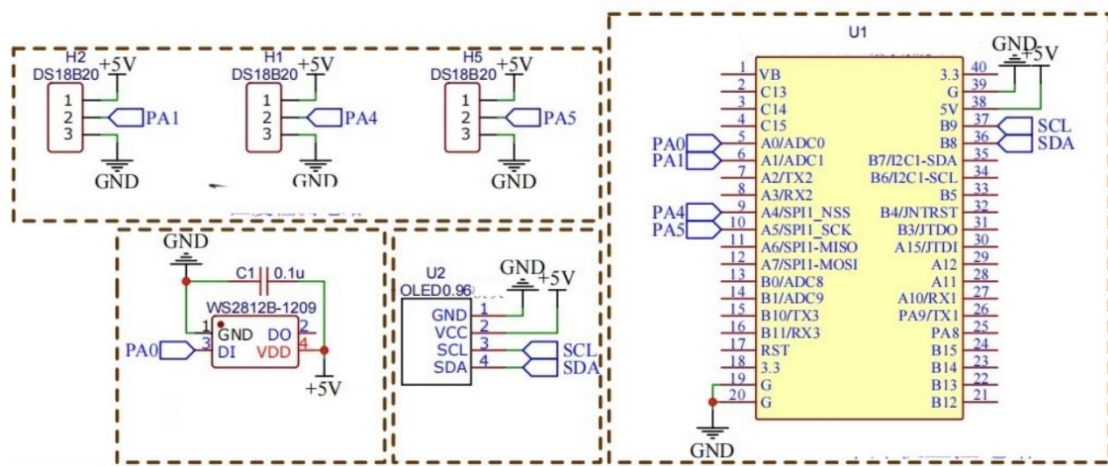 H2
DS18B20
+5V
1
2
3
PA1
GND
H1
DS18B20
+5V
1
2
3
PA4
GND
H5
DS18B20
+5V
1
2
3
PA5
GND
GND
C1 0.1u
WS2812B-1209
1 GND DO 2
3 DI VDD 4
PA0
+5V
U2
OLED0.96
GND 1
VCC 2
SCL 3
SDA 4
GND
+5V
SCL
SDA
U1
GND
+5V
1 VB 3.3 40
2 C13 G 39
3 C14 5V 38
4 C15 B9 37 SCL
PA0 5 A0/ADC0 B8 36 SDA
PA1 6 A1/ADC1 B7/I2C1-SDA 35
7 A2/TX2 B6/I2C1-SCL 34
8 A3/RX2 B5 33
PA4 9 A4/SPI1_NSS B4/JNTRST 32
PA5 10 A5/SPI1_SCK B3/JTDO 31
11 A6/SPI1-MISO A15/JTDI 30
12 A7/SPI1-MOSI A12 29
13 B0/ADC8 A11 28
14 B1/ADC9 A10/RX1 27
15 B10/TX3 PA9/TX1 26
16 B11/RX3 PA8 25
17 RST B15 24
18 3.3 B14 23
19 G B13 22
20 G B12 21
GND